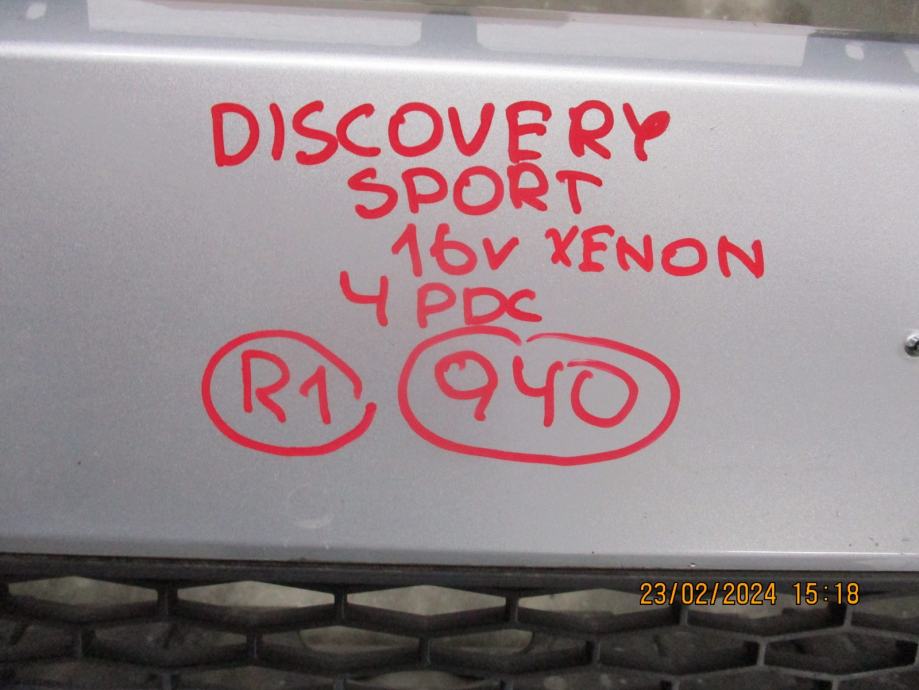 DISCOVERY
SPORT
16V XENON
4 PDC
R1 940
23/02/2024 15:18